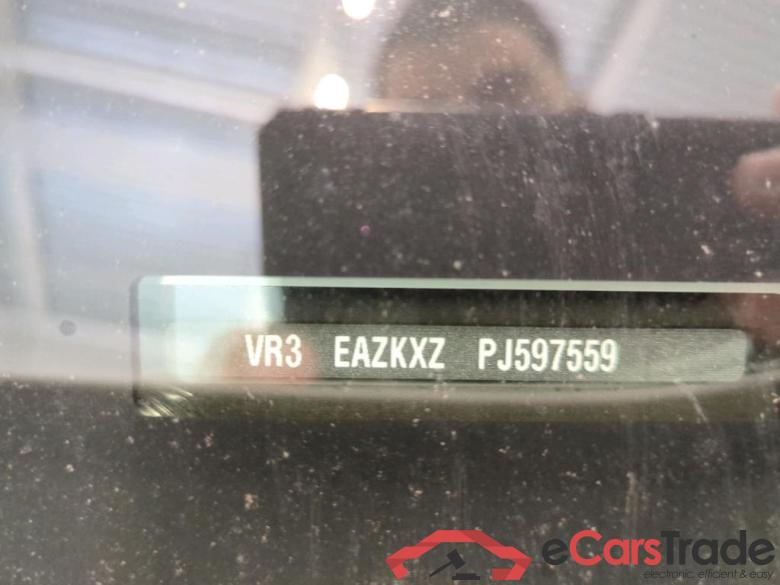 VR3 EAZKXZ PJ597559
eCarsTrade
electronic, efficient & easy